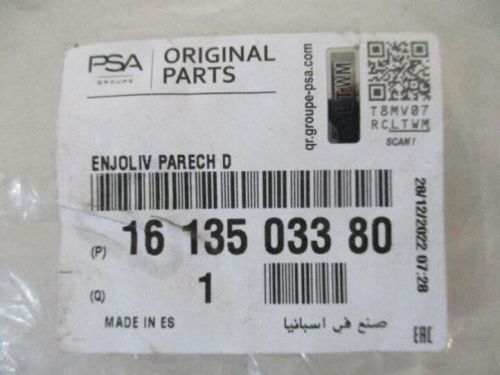 PSA
GROUPE
ORIGINAL
PARTS
qr.groupe-psa.com
LTWM
T8MV07
RCLTWM
SCAN!
ENJOLIV PARECH D
(P) 16 135 033 80
(Q) 1
MADE IN ES
صنع في اسبانيا
28/12/2022 07:28
EAC